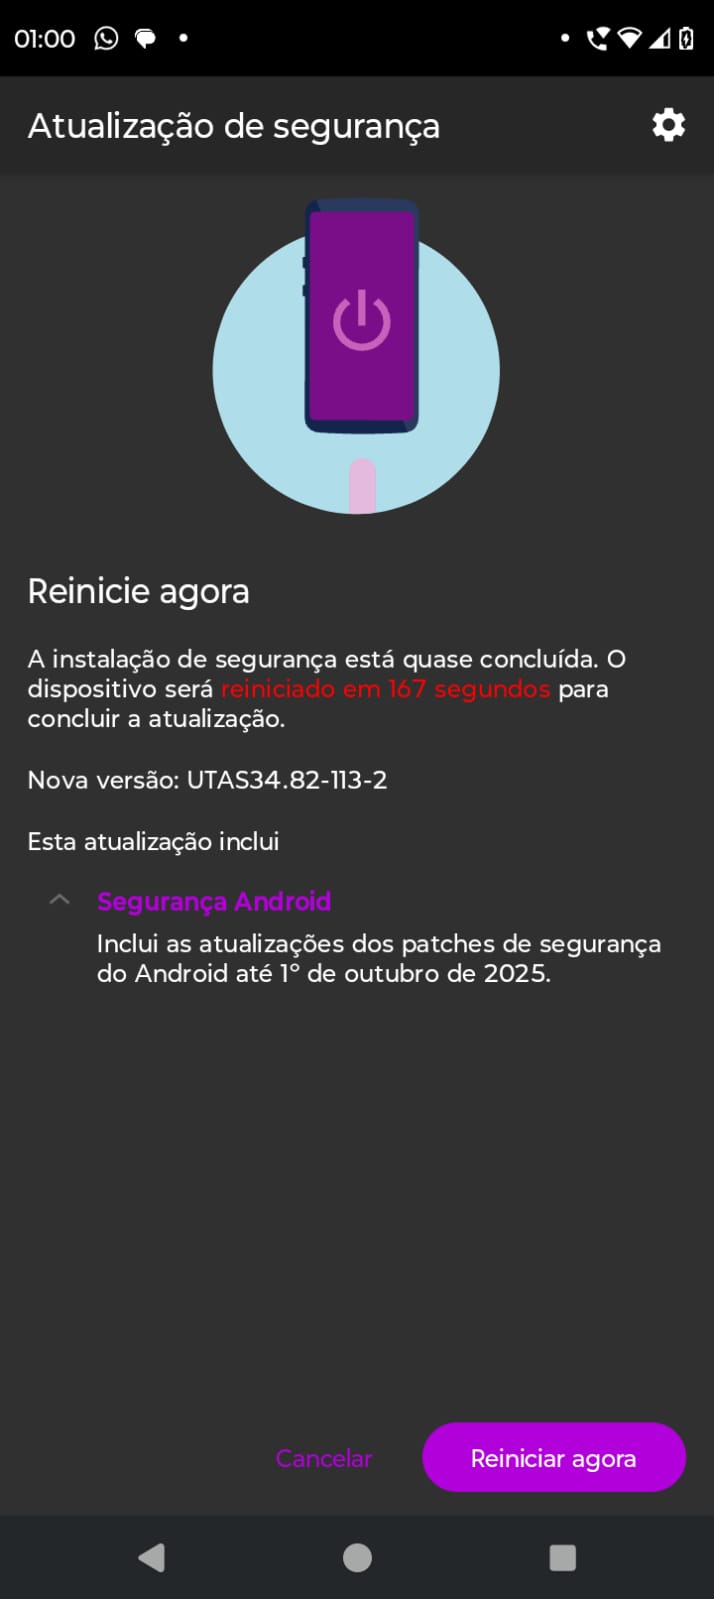 01:00
Atualização de segurança
Reinicie agora
A instalação de segurança está quase concluída. O
dispositivo será reiniciado em 167 segundos para
concluir a atualização.
Nova versão: UTAS34.82-113-2
Esta atualização inclui
Segurança Android
Inclui as atualizações dos patches de segurança
do Android até 1º de outubro de 2025.
Cancelar
Reiniciar agora